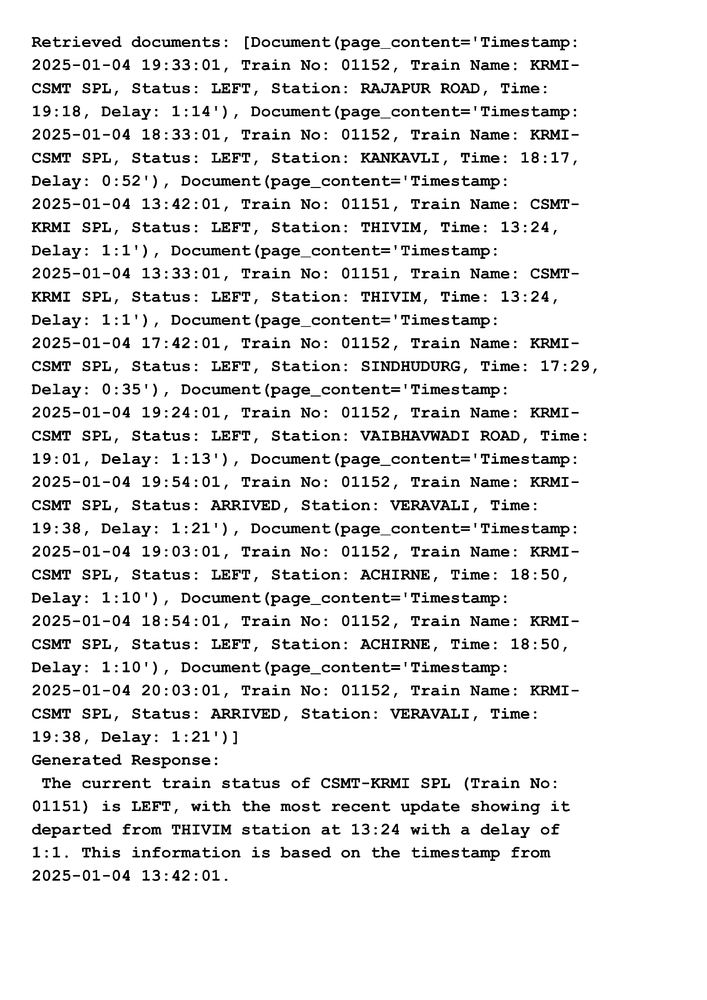 Retrieved documents: [Document(page_content='Timestamp:
2025-01-04 19:33:01, Train No: 01152, Train Name: KRMI-
CSMT SPL, Status: LEFT, Station: RAJAPUR ROAD, Time:
19:18, Delay: 1:14'), Document(page_content='Timestamp:
2025-01-04 18:33:01, Train No: 01152, Train Name: KRMI-
CSMT SPL, Status: LEFT, Station: KANKAVLI, Time: 18:17,
Delay: 0:52'), Document(page_content='Timestamp:
2025-01-04 13:42:01, Train No: 01151, Train Name: CSMT-
KRMI SPL, Status: LEFT, Station: THIVIM, Time: 13:24,
Delay: 1:1'), Document(page_content='Timestamp:
2025-01-04 13:33:01, Train No: 01151, Train Name: CSMT-
KRMI SPL, Status: LEFT, Station: THIVIM, Time: 13:24,
Delay: 1:1'), Document(page_content='Timestamp:
2025-01-04 17:42:01, Train No: 01152, Train Name: KRMI-
CSMT SPL, Status: LEFT, Station: SINDHUDURG, Time: 17:29,
Delay: 0:35'), Document(page_content='Timestamp:
2025-01-04 19:24:01, Train No: 01152, Train Name: KRMI-
CSMT SPL, Status: LEFT, Station: VAIBHAVWADI ROAD, Time:
19:01, Delay: 1:13'), Document(page_content='Timestamp:
2025-01-04 19:54:01, Train No: 01152, Train Name: KRMI-
CSMT SPL, Status: ARRIVED, Station: VERAVALI, Time:
19:38, Delay: 1:21'), Document(page_content='Timestamp:
2025-01-04 19:03:01, Train No: 01152, Train Name: KRMI-
CSMT SPL, Status: LEFT, Station: ACHIRNE, Time: 18:50,
Delay: 1:10'), Document(page_content='Timestamp:
2025-01-04 18:54:01, Train No: 01152, Train Name: KRMI-
CSMT SPL, Status: LEFT, Station: ACHIRNE, Time: 18:50,
Delay: 1:10'), Document(page_content='Timestamp:
2025-01-04 20:03:01, Train No: 01152, Train Name: KRMI-
CSMT SPL, Status: ARRIVED, Station: VERAVALI, Time:
19:38, Delay: 1:21')]
Generated Response:
The current train status of CSMT-KRMI SPL (Train No:
01151) is LEFT, with the most recent update showing it
departed from THIVIM station at 13:24 with a delay of
1:1. This information is based on the timestamp from
2025-01-04 13:42:01.